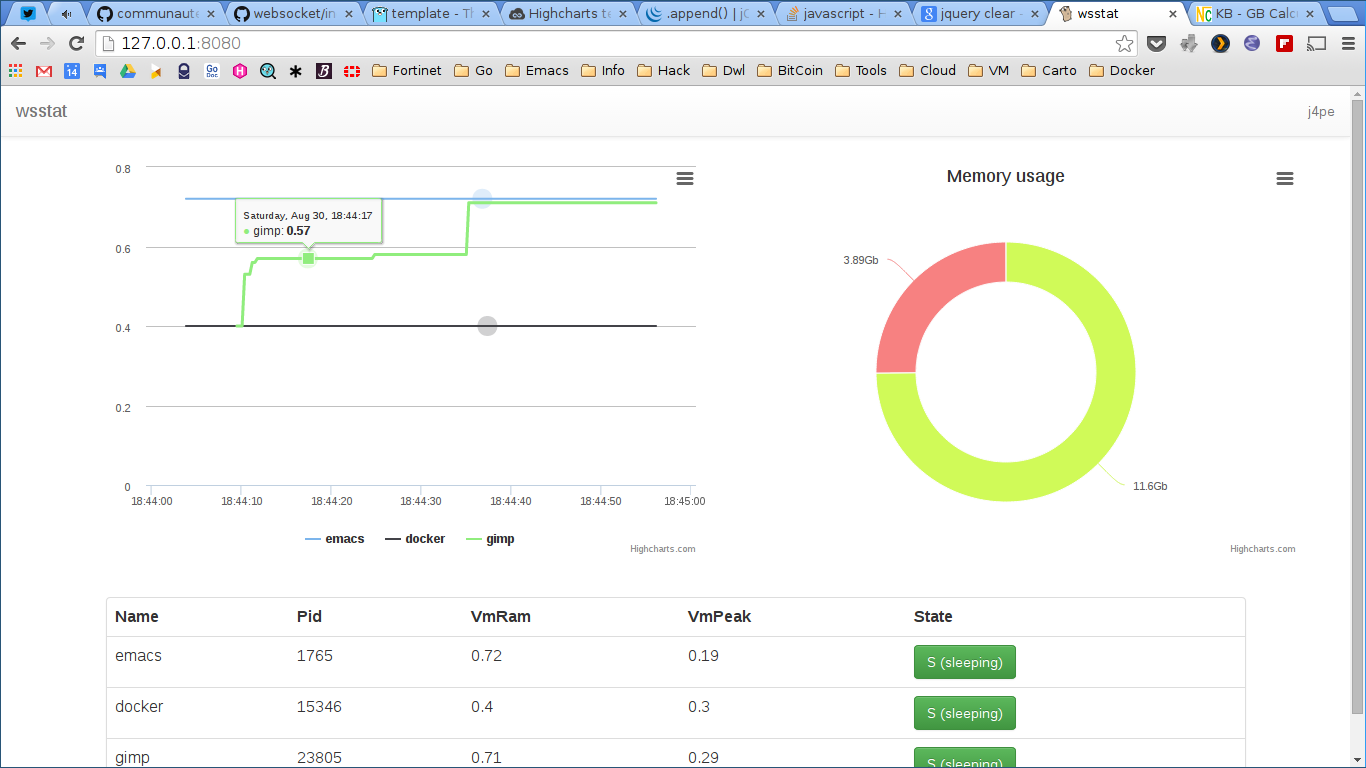 communaute
websocket/in
template - Th
Highcharts te
.append() | jQ
javascript - H
jquery clear -
wsstat
KB - GB Calcu
127.0.0.1:8080
14
Go Doc
Fortinet Go Emacs Info Hack Dwl BitCoin Tools Cloud VM Carto Docker
wsstat j4pe
0.8
0.6
0.4
0.2
0
Saturday, Aug 30, 18:44:17
gimp: 0.57
18:44:00 18:44:10 18:44:20 18:44:30 18:44:40 18:44:50 18:45:00
emacs docker gimp
Highcharts.com
Memory usage
3.89Gb
11.6Gb
Highcharts.com
Name Pid VmRam VmPeak State
emacs 1765 0.72 0.19 S (sleeping)
docker 15346 0.4 0.3 S (sleeping)
gimp 23805 0.71 0.29 S (sleeping)